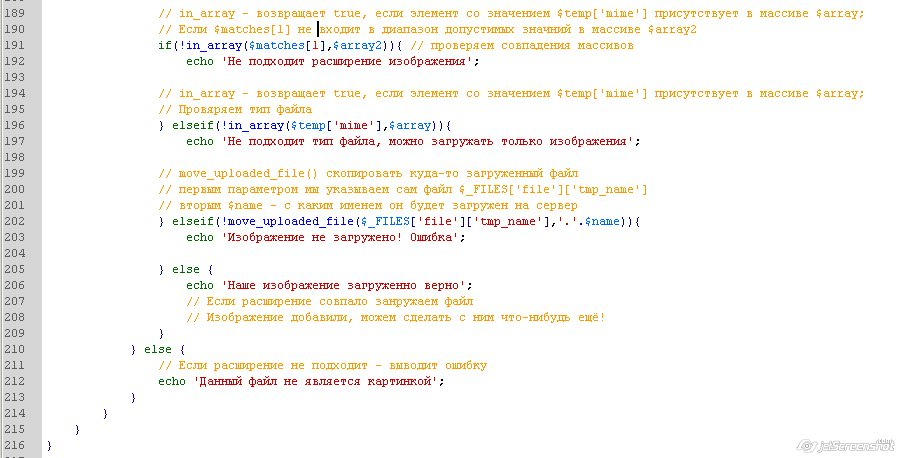 189 // in_array - возвращает true, если элемент со значением $temp['mime'] присутствует в массиве $array;
190 // Если $matches[1] не входит в диапазон допустимых значний в массиве $array2
191 if(!in_array($matches[1],$array2)){ // проверяем совпадения массивов
192 echo 'Не подходит расширение изображения';
193
194 // in_array - возвращает true, если элемент со значением $temp['mime'] присутствует в массиве $array;
195 // Провяряем тип файла
196 } elseif(!in_array($temp['mime'],$array)){
197 echo 'Не подходит тип файла, можно загружать только изображения';
198
199 // move_uploaded_file() скопировать куда-то загруженный файл
200 // первым параметром мы указываем сам файл $_FILES['file']['tmp_name']
201 // вторым $name - с каким именем он будет загружен на сервер
202 } elseif(!move_uploaded_file($_FILES['file']['tmp_name'],'.'.$name)){
203 echo 'Изображение не загружено! Ошибка';
204
205 } else {
206 echo 'Наше изображение загруженно верно';
207 // Если расширение совпало занружаем файл
208 // Изображение добавили, можем сделать с ним что-нибудь ещё!
209 }
210 } else {
211 // Если расширение не подходит - выводит ошибку
212 echo 'Данный файл не является картинкой';
213 }
214 }
215 }
216 }
jetScreenshot